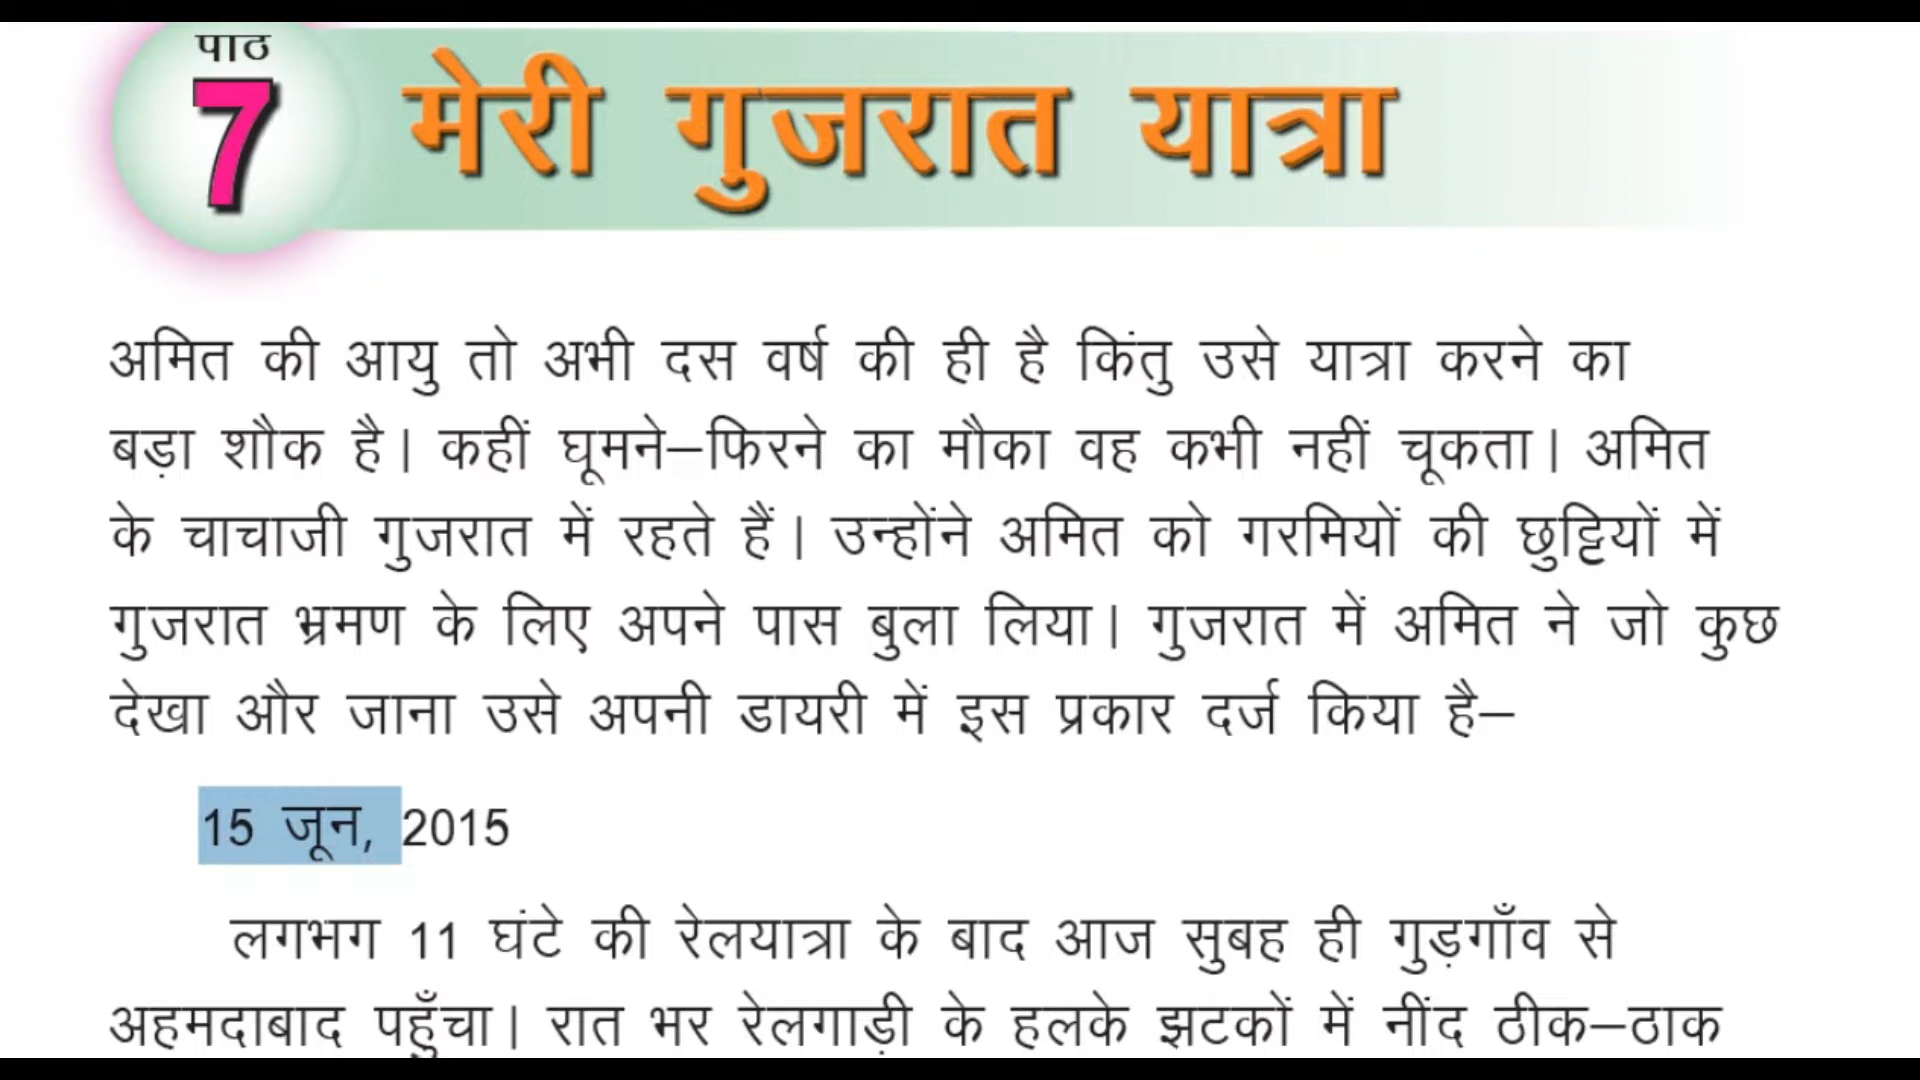 पाठ
7
मेरी गुजरात यात्रा
अमित की आयु तो अभी दस वर्ष की ही है किंतु उसे यात्रा करने का
बड़ा शौक है। कहीं घूमने–फिरने का मौका वह कभी नहीं चूकता। अमित
के चाचाजी गुजरात में रहते हैं। उन्होंने अमित को गरमियों की छुट्टियों में
गुजरात भ्रमण के लिए अपने पास बुला लिया। गुजरात में अमित ने जो कुछ
देखा और जाना उसे अपनी डायरी में इस प्रकार दर्ज किया है–
15 जून, 2015
लगभग 11 घंटे की रेलयात्रा के बाद आज सुबह ही गुड़गाँव से
अहमदाबाद पहुँचा। रात भर रेलगाड़ी के हलके झटकों में नींद ठीक–ठाक